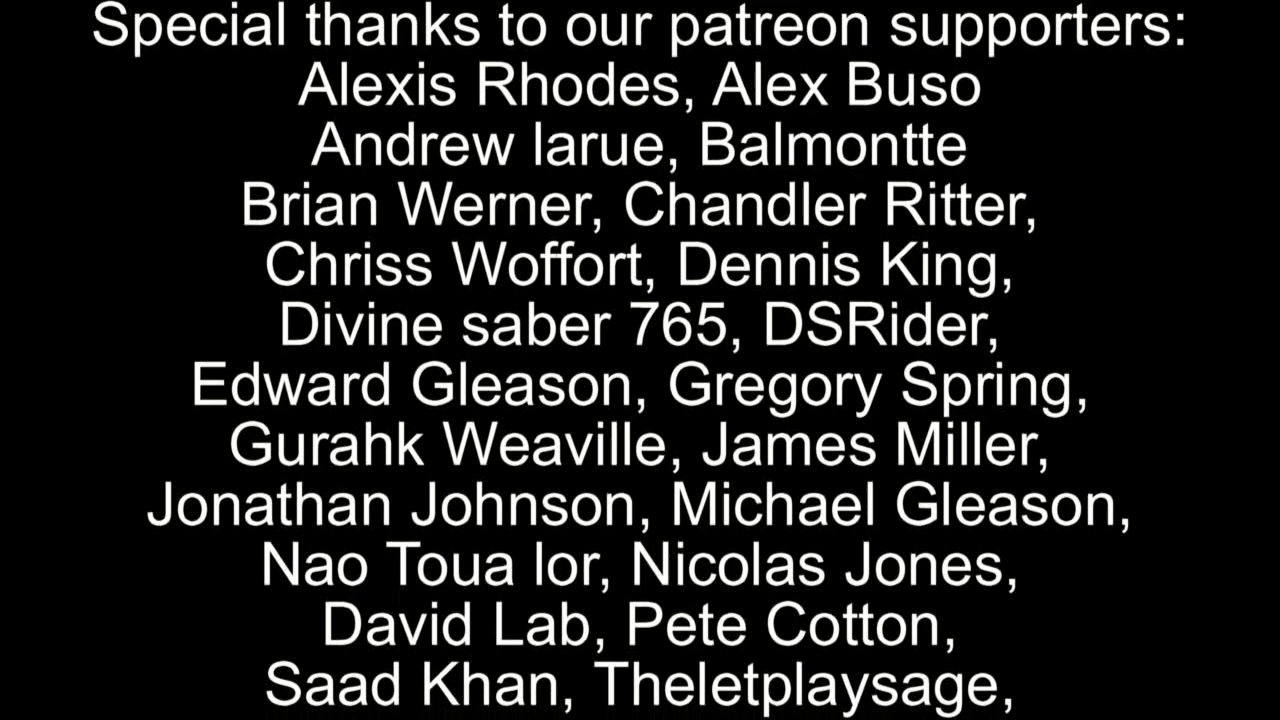 Special thanks to our patreon supporters:
Alexis Rhodes, Alex Buso
Andrew larue, Balmontte
Brian Werner, Chandler Ritter,
Chriss Woffort, Dennis King,
Divine saber 765, DSRider,
Edward Gleason, Gregory Spring,
Gurahk Weaville, James Miller,
Jonathan Johnson, Michael Gleason,
Nao Toua lor, Nicolas Jones,
David Lab, Pete Cotton,
Saad Khan, Theletplaysage,